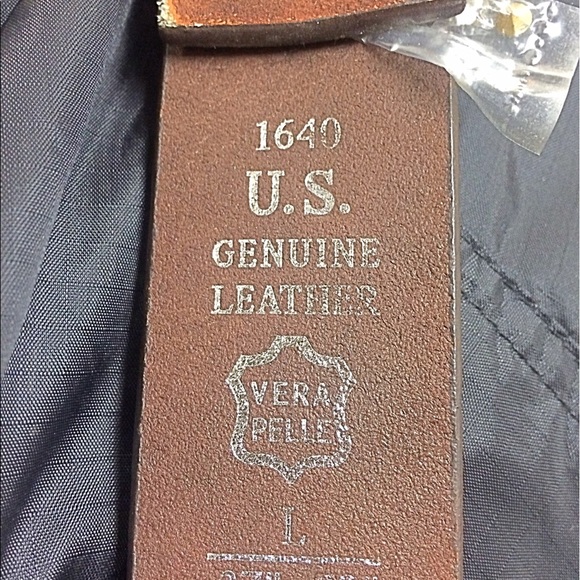 1640
U.S.
GENUINE
LEATHER
VERA
PELLE
L